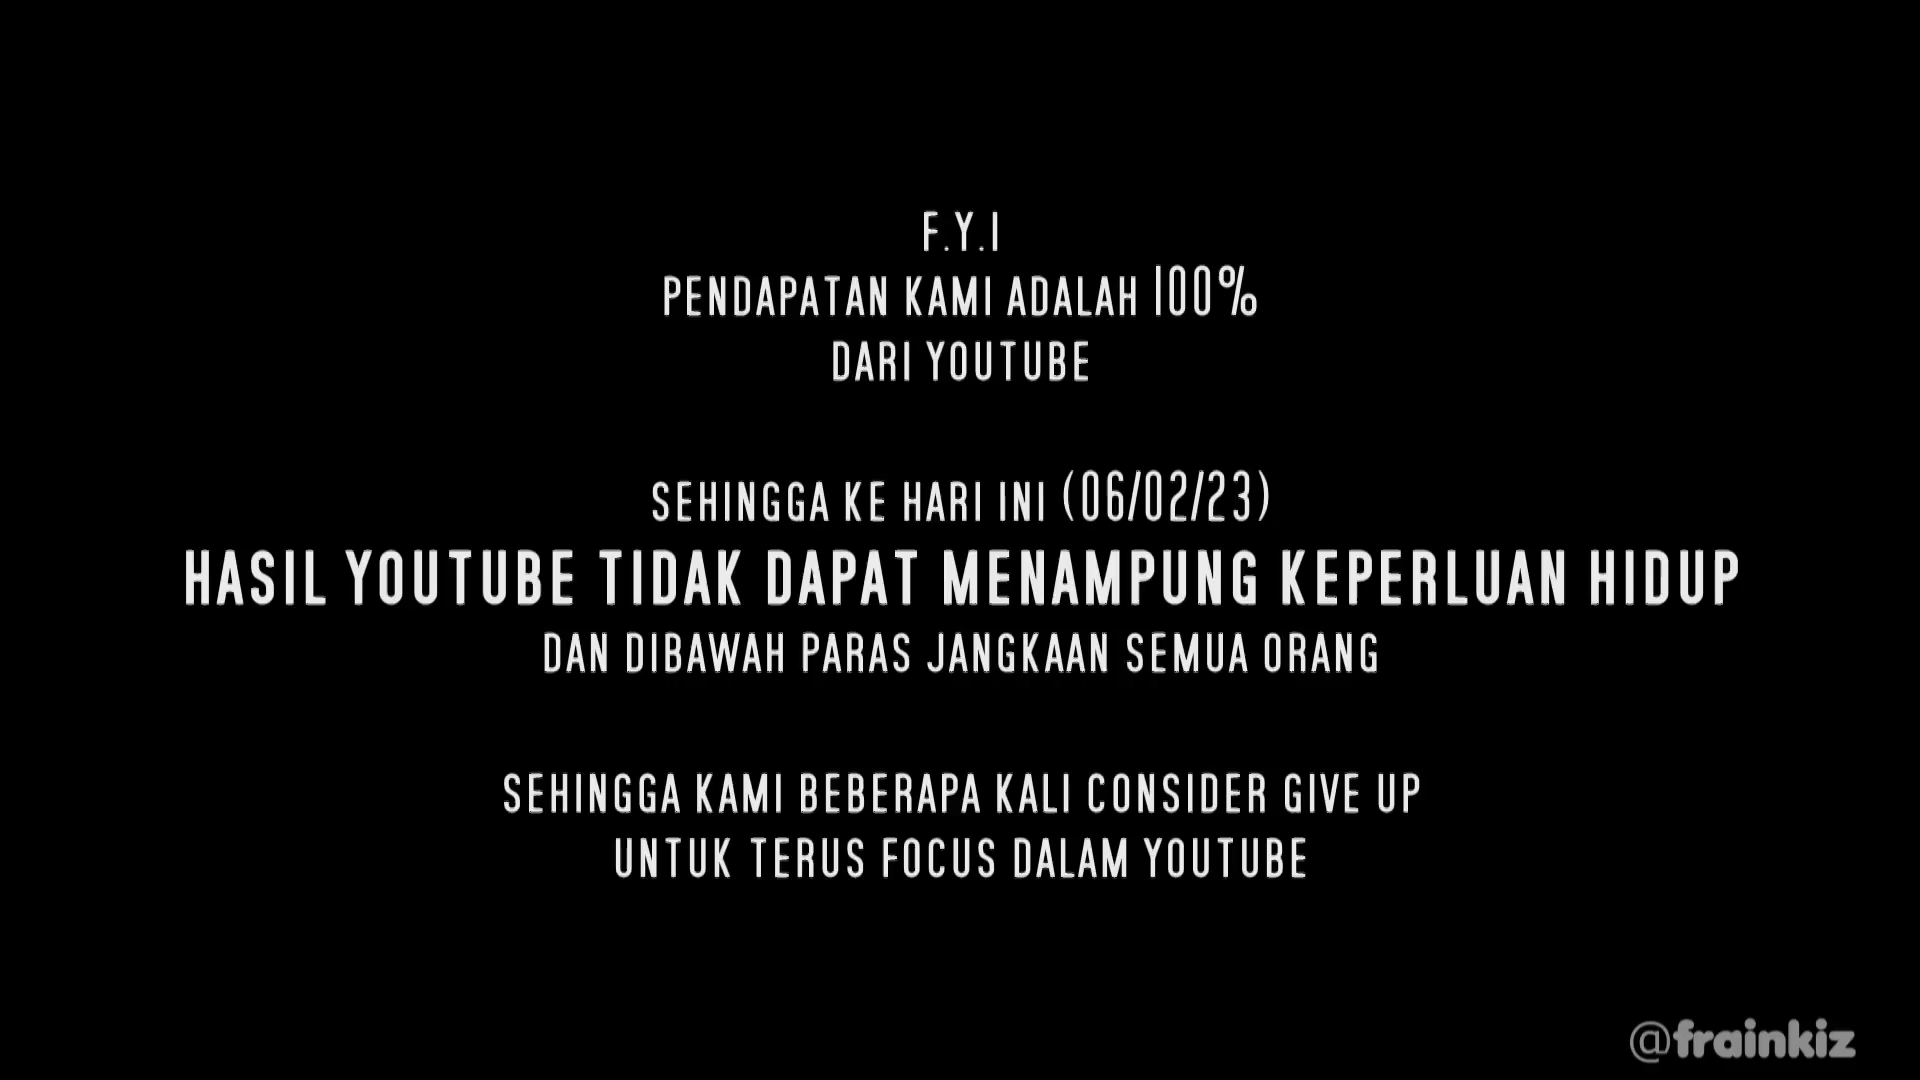 F.Y.I
PENDAPATAN KAMI ADALAH 100%
DARI YOUTUBE
SEHINGGA KE HARI INI (06/02/23)
HASIL YOUTUBE TIDAK DAPAT MENAMPUNG KEPERLUAN HIDUP
DAN DIBAWAH PARAS JANGKAAN SEMUA ORANG
SEHINGGA KAMI BEBERAPA KALI CONSIDER GIVE UP
UNTUK TERUS FOCUS DALAM YOUTUBE
@frainkiz